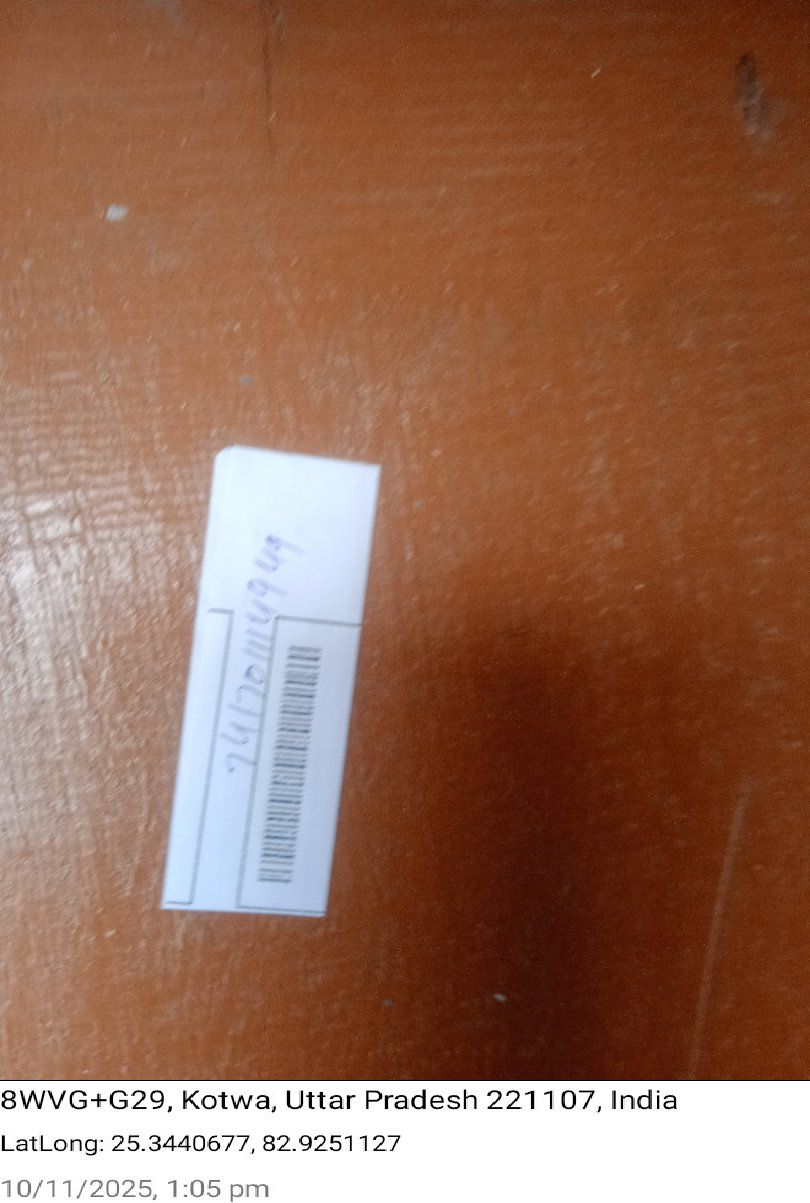 8WVG+G29, Kotwa, Uttar Pradesh 221107, India
LatLong: 25.3440677, 82.9251127
10/11/2025, 1:05 pm